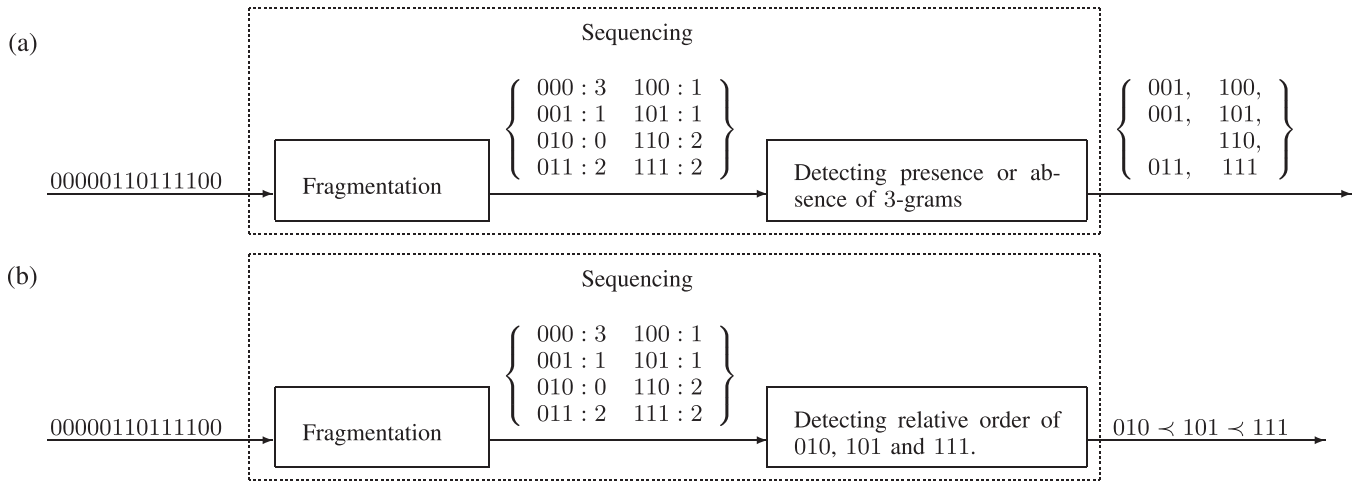 (a)
Sequencing
000 : 3 100 : 1
001 : 1 101 : 1
010 : 0 110 : 2
011 : 2 111 : 2
001, 100,
001, 101,
110,
011, 111
00000110111100
Fragmentation
Detecting presence or ab-
sence of 3-grams
(b)
Sequencing
000 : 3 100 : 1
001 : 1 101 : 1
010 : 0 110 : 2
011 : 2 111 : 2
00000110111100
Fragmentation
Detecting relative order of
010, 101 and 111.
010 ≺ 101 ≺ 111